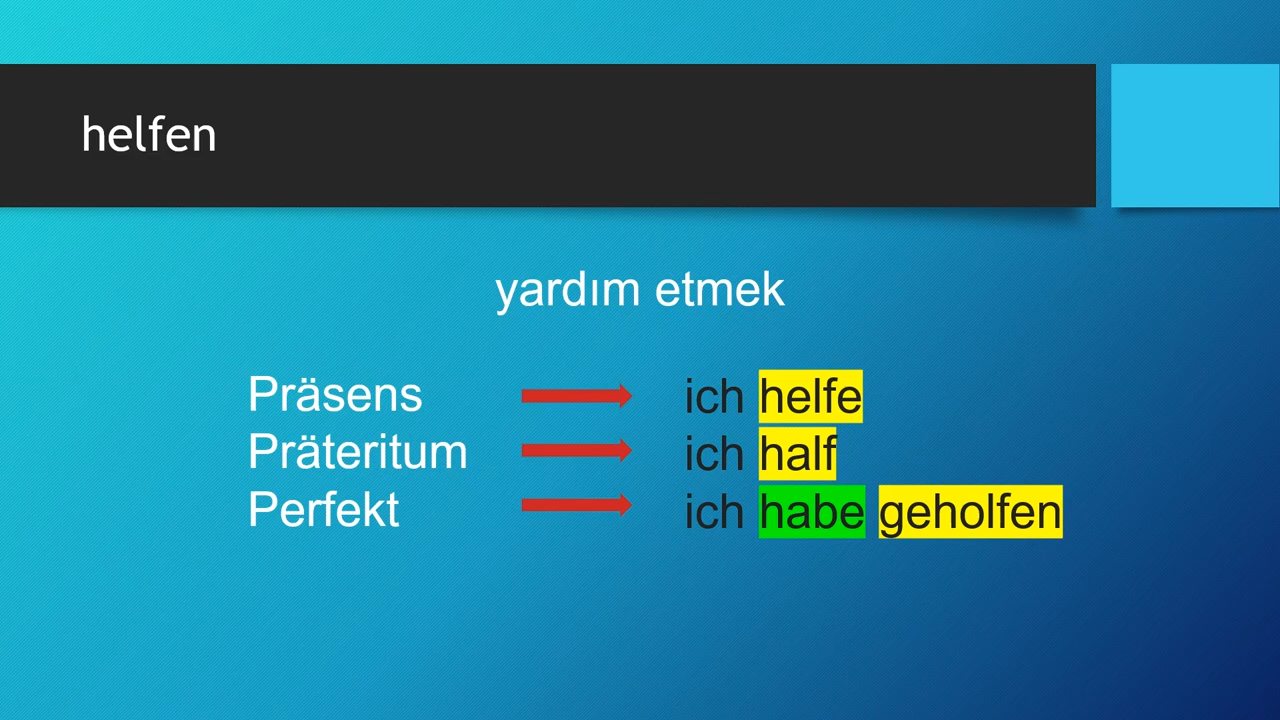 helfen
yardım etmek
Präsens ich helfe
Präteritum ich half
Perfekt ich habe geholfen